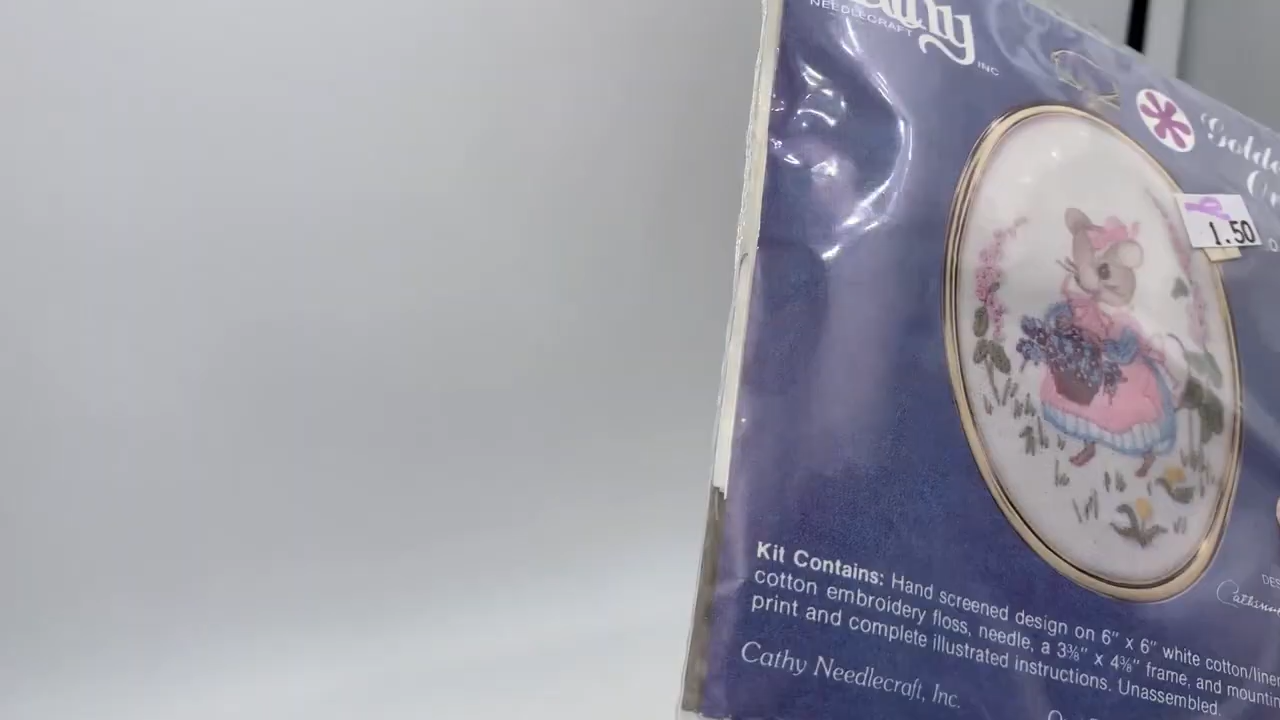 NEEDLECRAFT
INC
1.50
Kit Contains: Hand screened design on 6" x 6" white cotton/linen
cotton embroidery floss, needle, a 3⅜" x 4⅜" frame, and
print and complete illustrated instructions. Unassembled.
Cathy Needlecraft, Inc.